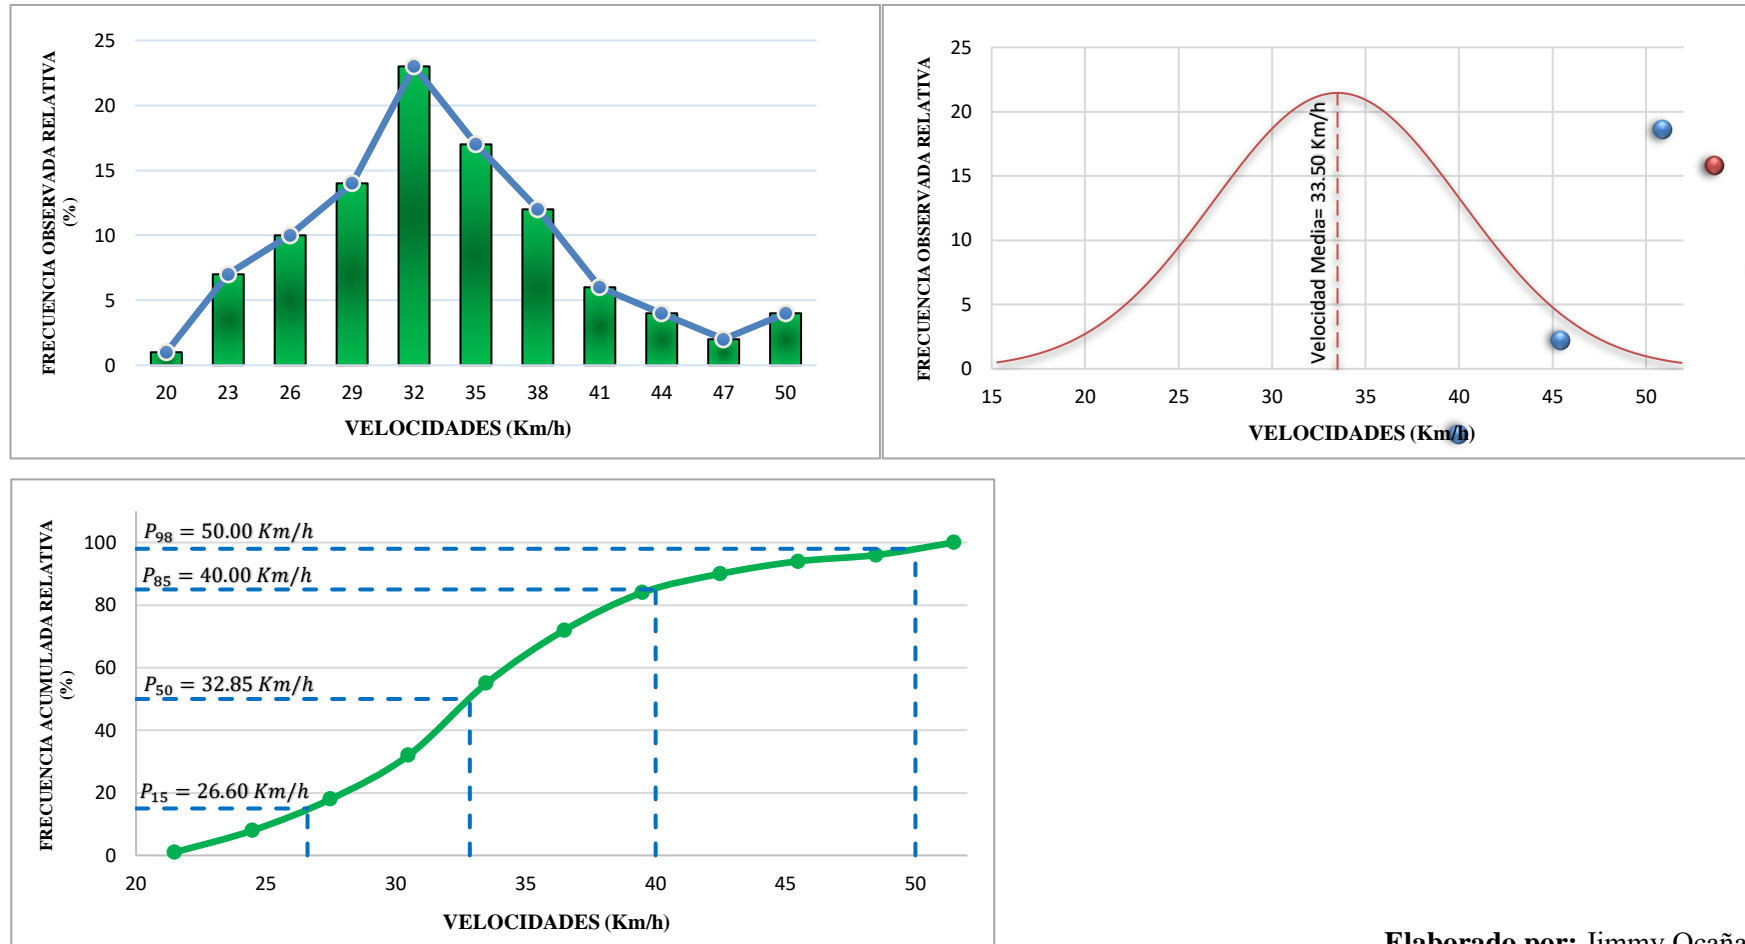 FRECUENCIA OBSERVADA RELATIVA
(%)
25
20
15
10
5
0
20 23 26 29 32 35 38 41 44 47 50
VELOCIDADES (Km/h)
FRECUENCIA OBSERVADA RELATIVA
25
20
15
10
5
0
Velocidad Media= 33.50 Km/h
15 20 25 30 35 40 45 50
VELOCIDADES (Km/h)
FRECUENCIA ACUMULADA RELATIVA
(%)
100
80
60
40
20
0
P₉₈ = 50.00 Km/h
P₈₅ = 40.00 Km/h
P₅₀ = 32.85 Km/h
P₁₅ = 26.60 Km/h
20 25 30 35 40 45 50
VELOCIDADES (Km/h)
Elaborado por: Jimmy Ocaña